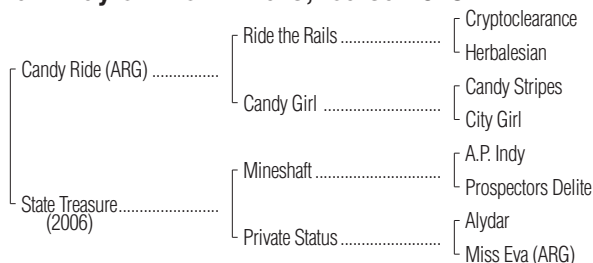 Cryptoclearance
Ride the Rails
Herbalesian
Candy Ride (ARG)
Candy Stripes
Candy Girl
City Girl
A.P. Indy
Mineshaft
Prospectors Delite
State Treasure
(2006)
Alydar
Private Status
Miss Eva (ARG)